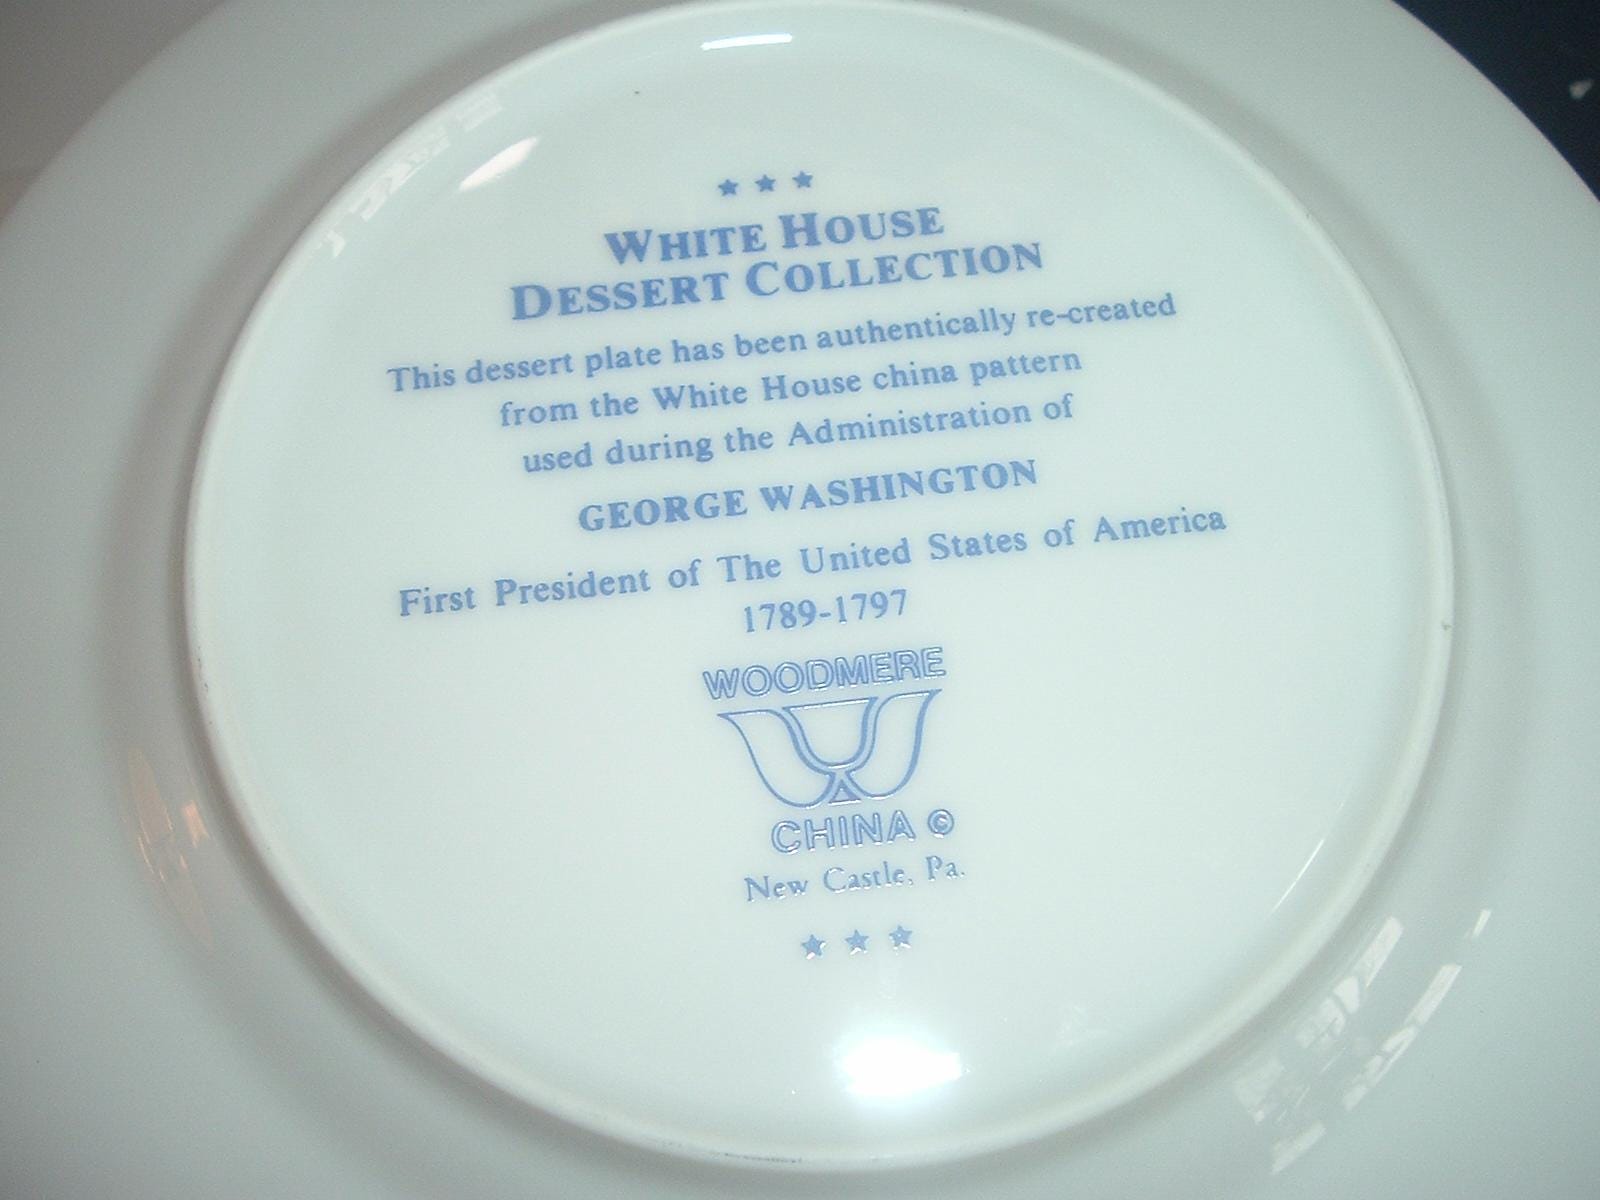 WHITE HOUSE
DESSERT COLLECTION
This dessert plate has been authentically re-created
from the White House china pattern
used during the Administration of
GEORGE WASHINGTON
First President of The United States of America
1789-1797
WOODMERE
CHINA ©
New Castle, Pa.